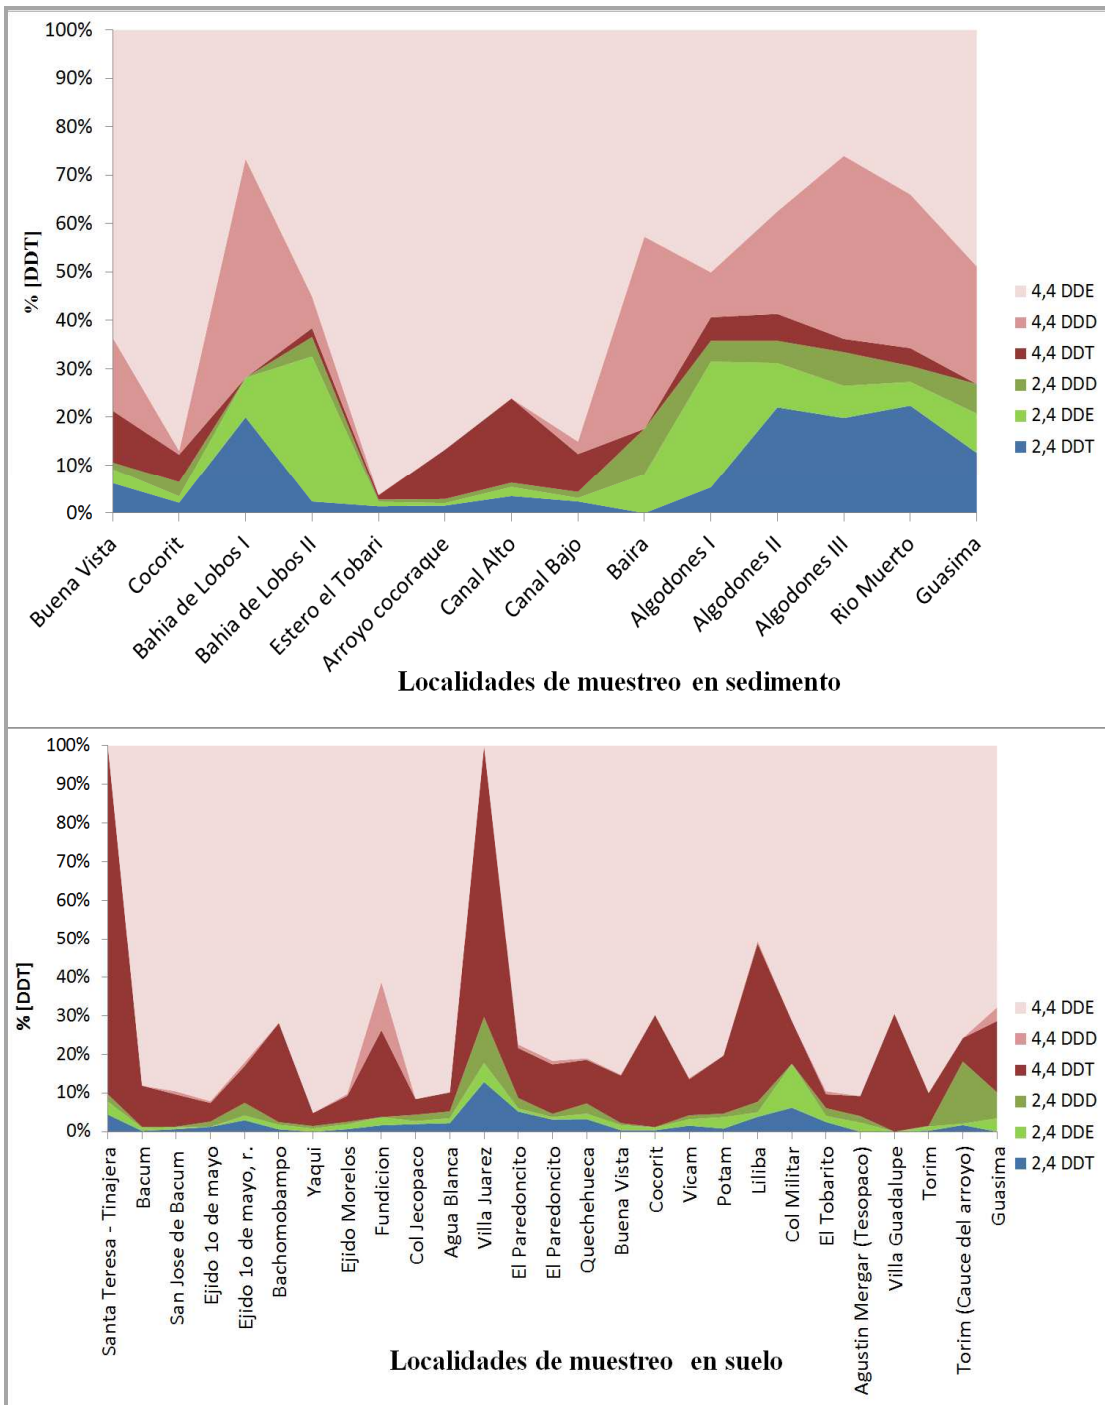 100%
90%
80%
70%
60%
50%
40%
30%
20%
10%
0%
% [DDT]
Buena Vista
Cocorit
Bahia de Lobos I
Bahia de Lobos II
Estero el Tobari
Arroyo cocoraque
Canal Alto
Canal Bajo
Baira
Algodones I
Algodones II
Algodones III
Rio Muerto
Guasima
Localidades de muestreo en sedimento
4,4 DDE
4,4 DDD
4,4 DDT
2,4 DDD
2,4 DDE
2,4 DDT
100%
90%
80%
70%
60%
50%
40%
30%
20%
10%
0%
% [DDT]
Santa Teresa - Tinajera
Bacum
San Jose de Bacum
Ejido 1o de mayo
Ejido 1o de mayo, r.
Bachomobampo
Yaqui
Ejido Morelos
Fundicion
Col Jecopaco
Agua Blanca
Villa Juarez
El Paredoncito
El Paredoncito
Quechehueca
Buena Vista
Cocorit
Vicam
Potam
Liliba
Col Militar
El Tobarito
Agustin Mergar (Tesopaco)
Villa Guadalupe
Torim
Torim (Cauce del arroyo)
Guasima
Localidades de muestreo en suelo
4,4 DDE
4,4 DDD
4,4 DDT
2,4 DDD
2,4 DDE
2,4 DDT